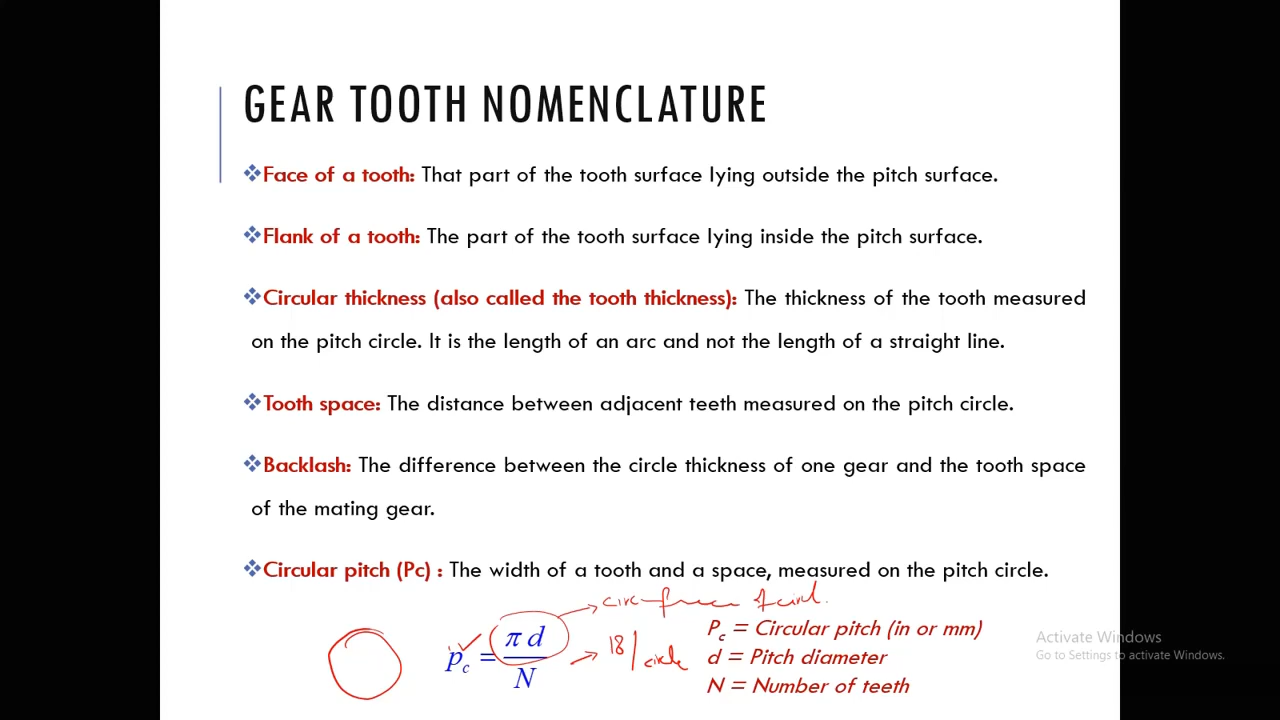 GEAR TOOTH NOMENCLATURE
❖Face of a tooth: That part of the tooth surface lying outside the pitch surface.
❖Flank of a tooth: The part of the tooth surface lying inside the pitch surface.
❖Circular thickness (also called the tooth thickness): The thickness of the tooth measured
on the pitch circle. It is the length of an arc and not the length of a straight line.
❖Tooth space: The distance between adjacent teeth measured on the pitch circle.
❖Backlash: The difference between the circle thickness of one gear and the tooth space
of the mating gear.
❖Circular pitch (Pc) : The width of a tooth and a space, measured on the pitch circle.
p_c = π d / N
18/circle
P_c = Circular pitch (in or mm)
d = Pitch diameter
N = Number of teeth
Activate Windows
Go to Settings to activate Windows.